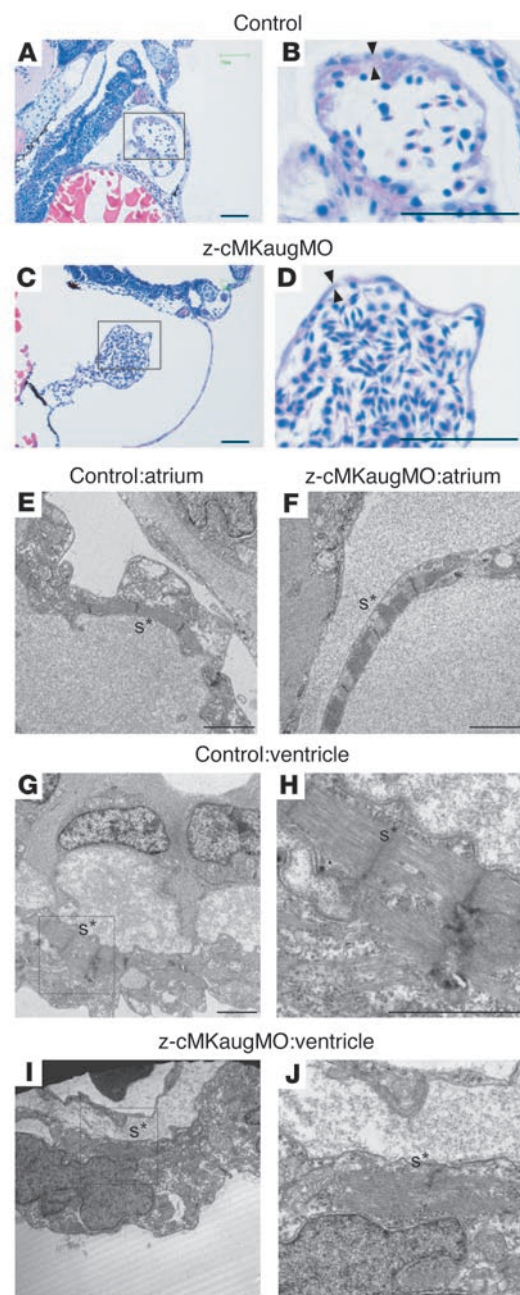 Control
A
B
z-cMKaugMO
C
D
Control:atrium
z-cMKaugMO:atrium
E
F
s*
s*
Control:ventricle
G
H
s*
s*
z-cMKaugMO:ventricle
I
J
s*
s*